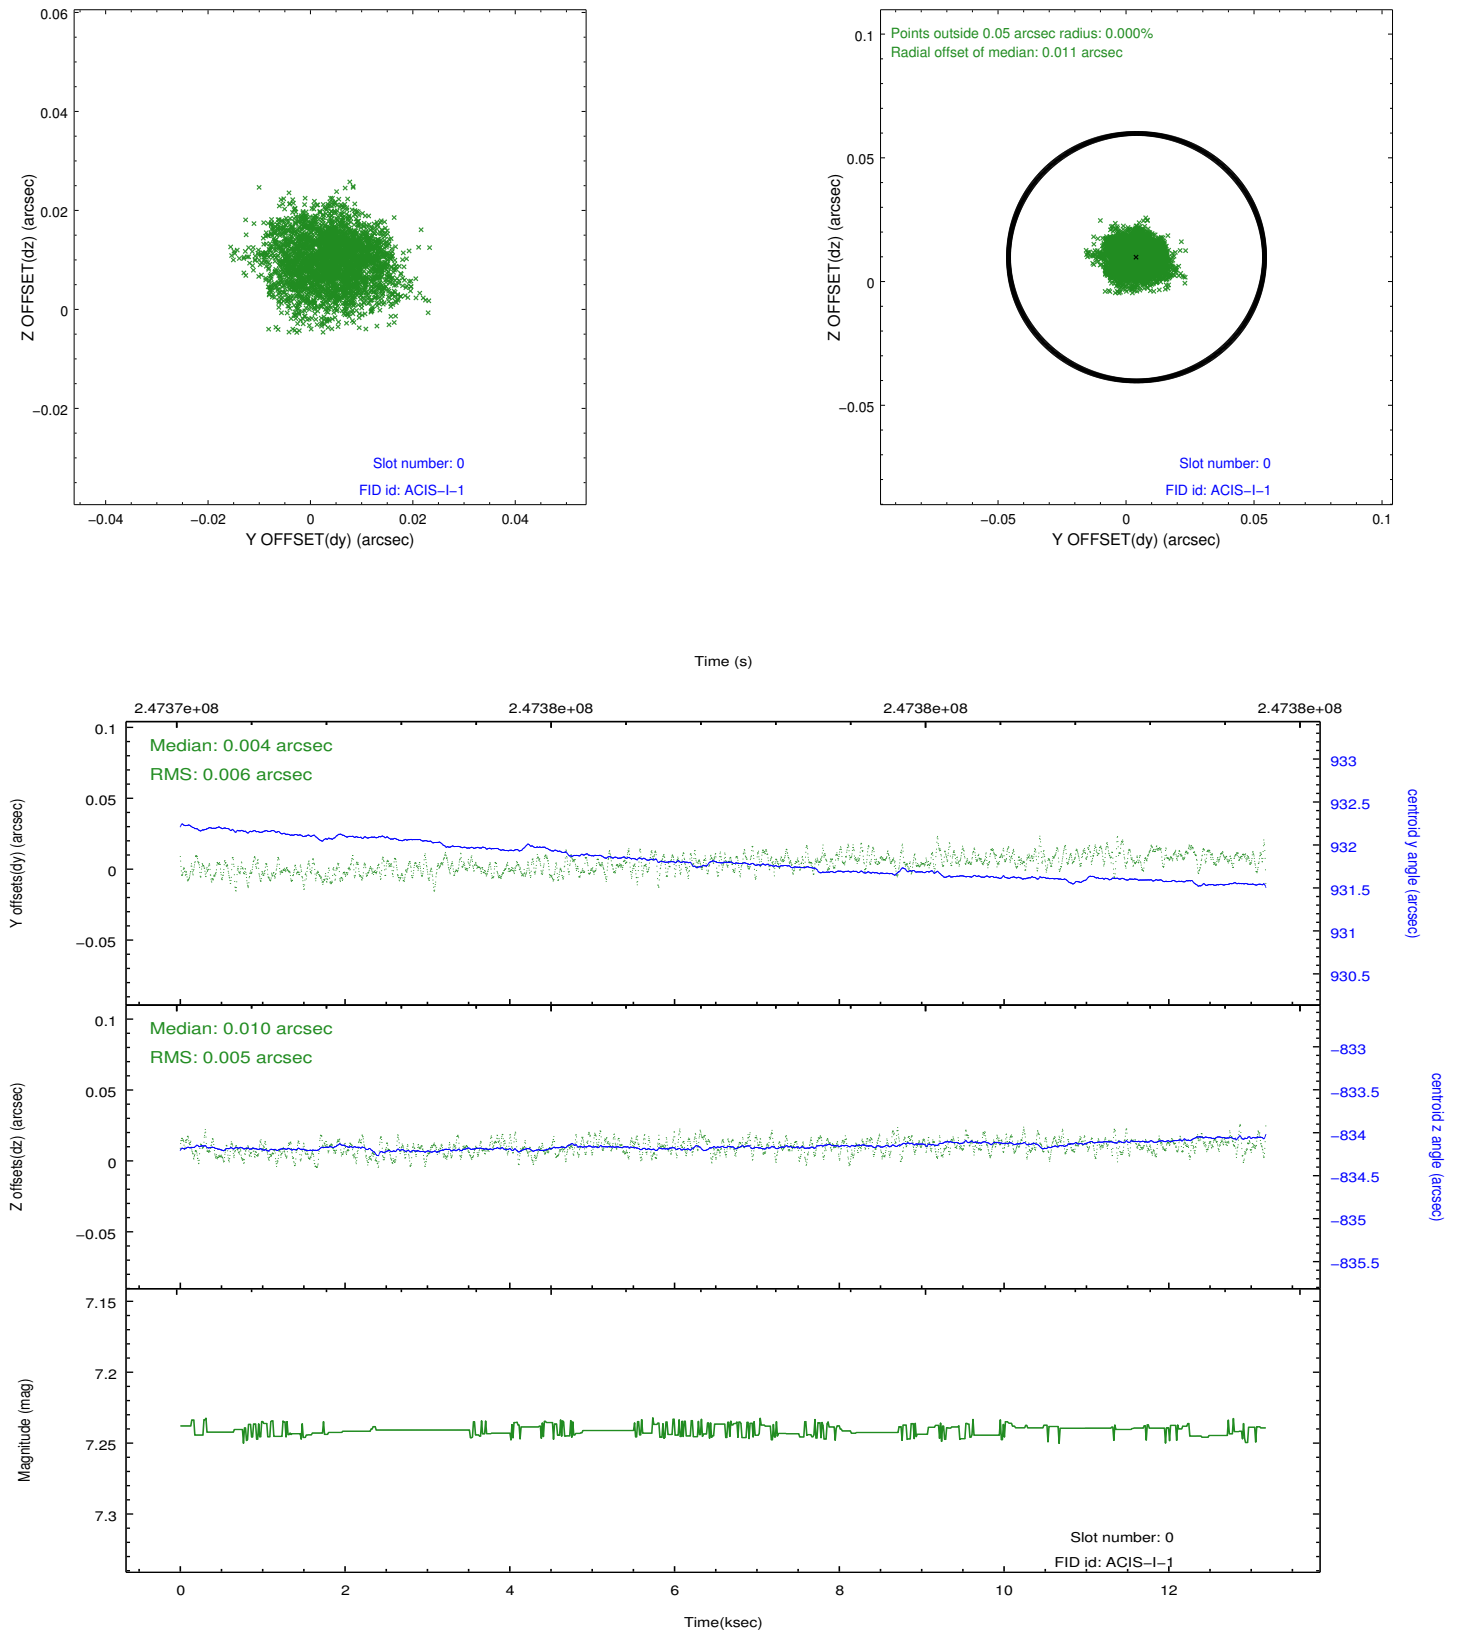 0.06
0.04
0.02
0
−0.02
Z OFFSET(dz) (arcsec)
Slot number: 0
FID id: ACIS−I−1
−0.04
−0.02
0
0.02
0.04
Y OFFSET(dy) (arcsec)
Points outside 0.05 arcsec radius: 0.000%
Radial offset of median: 0.011 arcsec
0.1
0.05
0
−0.05
Z OFFSET(dz) (arcsec)
Slot number: 0
FID id: ACIS−I−1
−0.05
0
0.05
0.1
Y OFFSET(dy) (arcsec)
Time (s)
2.4737e+08
2.4738e+08
2.4738e+08
2.4738e+08
Median: 0.004 arcsec
RMS: 0.006 arcsec
0.1
0.05
0
−0.05
Y offsets(dy) (arcsec)
933
932.5
932
931.5
931
930.5
centroid y angle (arcsec)
Median: 0.010 arcsec
RMS: 0.005 arcsec
0.1
0.05
0
−0.05
Z offsets(dz) (arcsec)
−833
−833.5
−834
−834.5
−835
−835.5
centroid z angle (arcsec)
7.15
7.2
7.25
7.3
Magnitude (mag)
Slot number: 0
FID id: ACIS−I−1
0
2
4
6
8
10
12
Time(ksec)